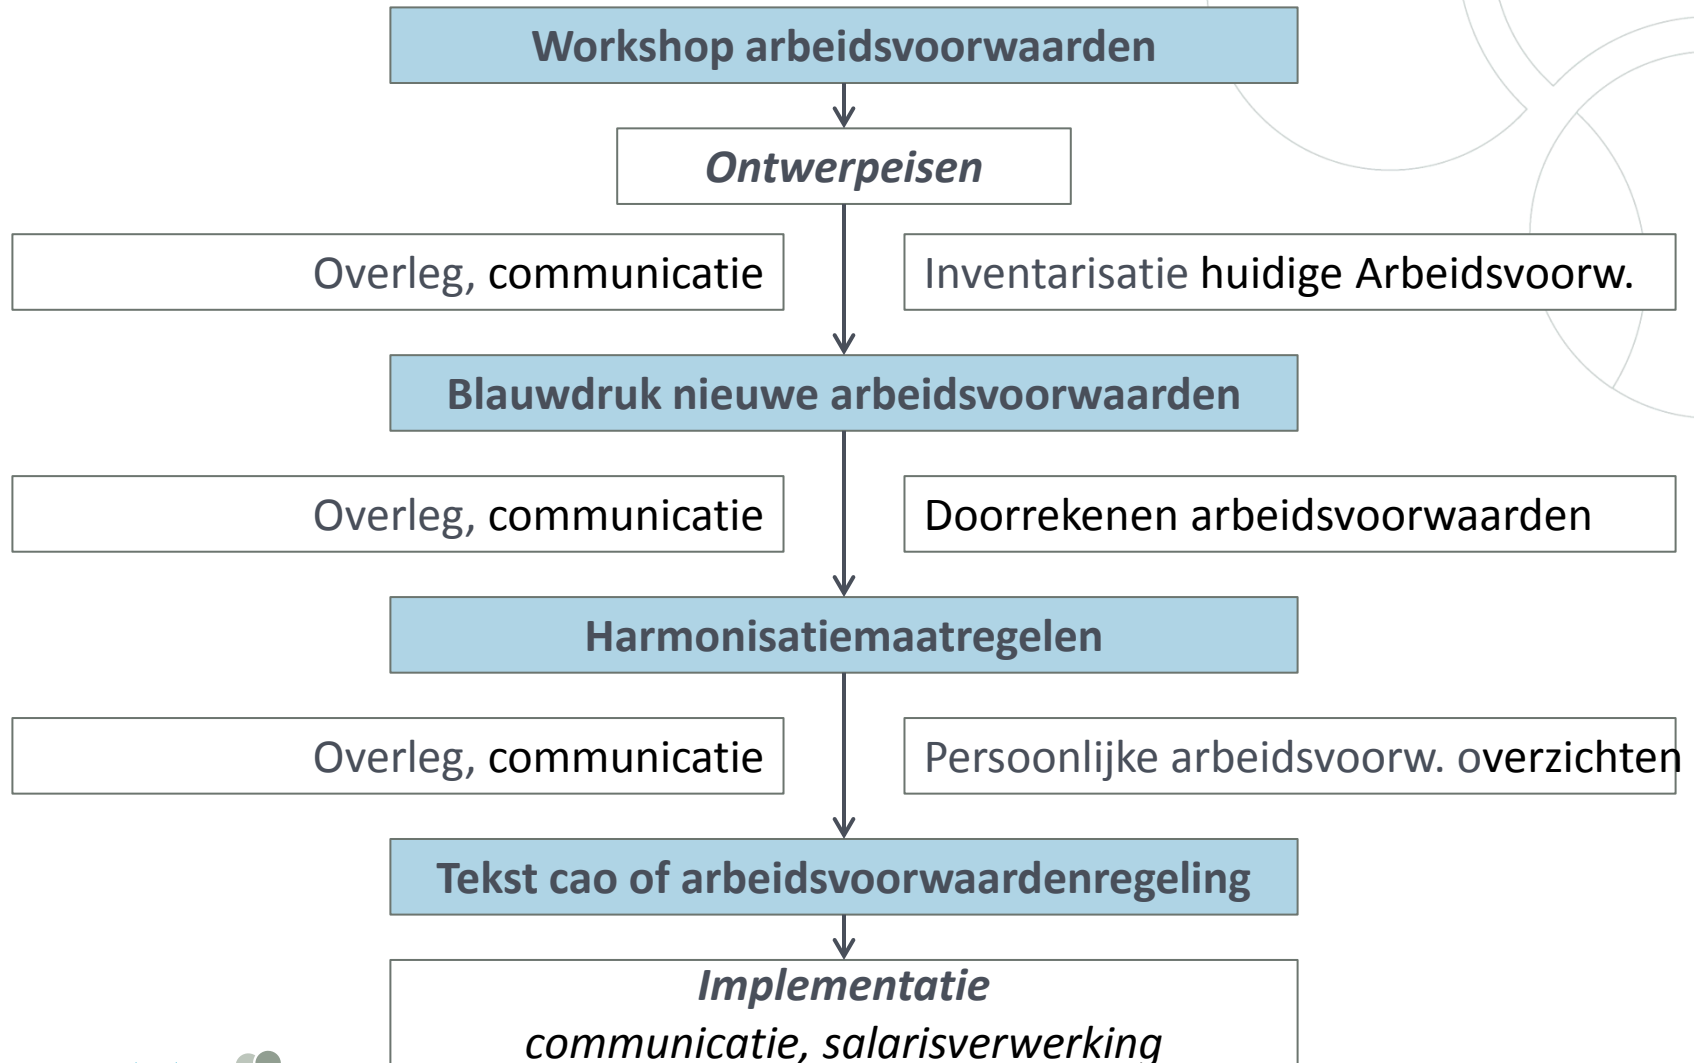 Workshop arbeidsvoorwaarden
Ontwerpeisen
Overleg, communicatie
Inventarisatie huidige Arbeidsvoorw.
Blauwdruk nieuwe arbeidsvoorwaarden
Overleg, communicatie
Doorrekenen arbeidsvoorwaarden
Harmonisatiemaatregelen
Overleg, communicatie
Persoonlijke arbeidsvoorw. overzichten
Tekst cao of arbeidsvoorwaardenregeling
Implementatie
communicatie, salarisverwerking